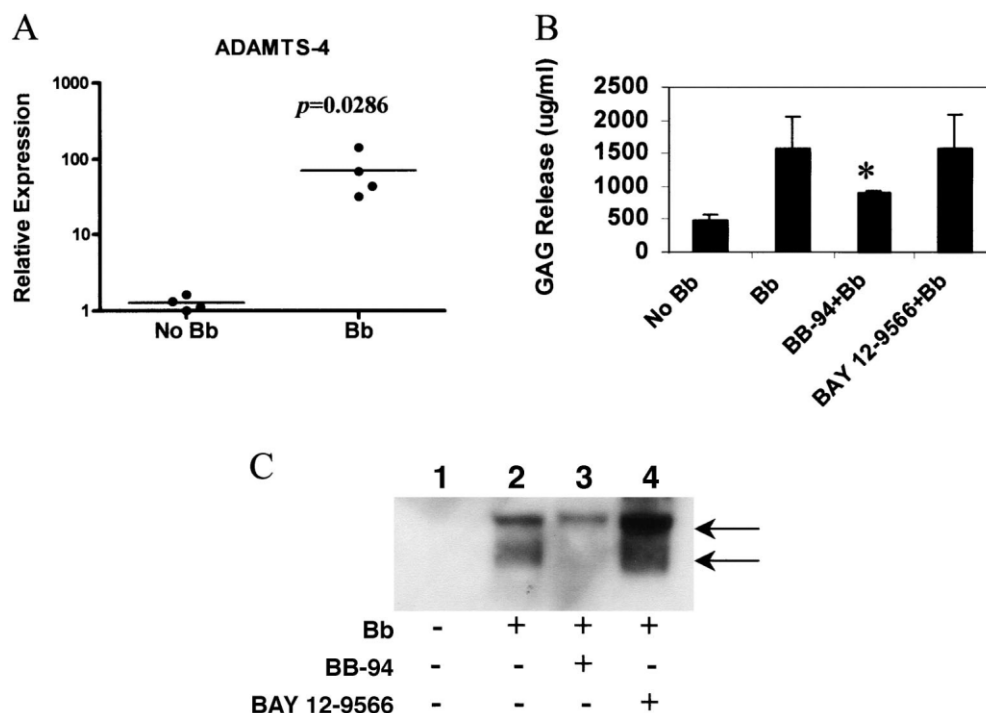 A
ADAMTS-4
Relative Expression
1000
100
10
1
p=0.0286
No Bb
Bb
B
GAG Release (ug/ml)
2500
2000
1500
1000
500
0
*
No Bb
Bb
BB-94+Bb
BAY 12-9566+Bb
C
1 2 3 4
Bb - + + +
BB-94 - - + -
BAY 12-9566 - - - +